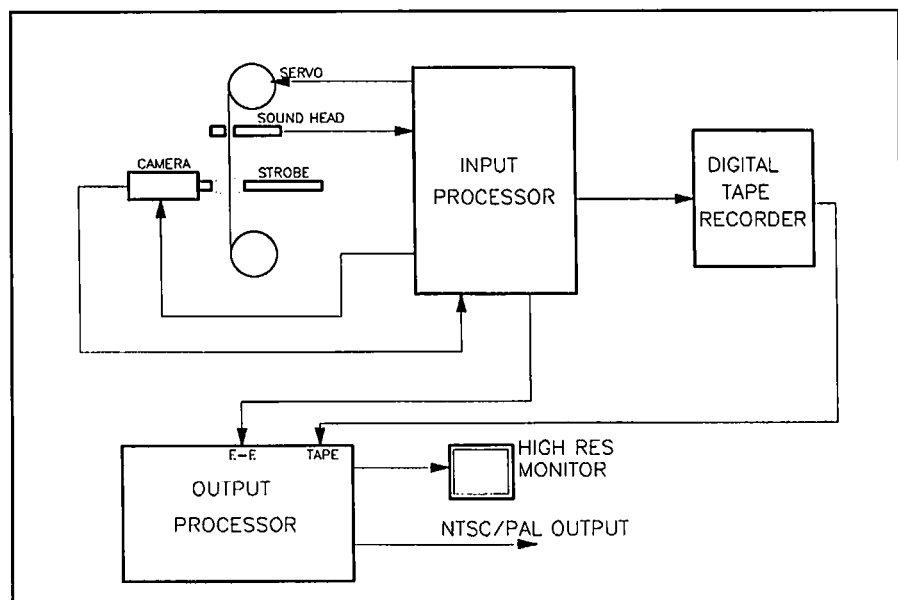 SERVO
SOUND HEAD
CAMERA
STROBE
INPUT
PROCESSOR
DIGITAL
TAPE
RECORDER
E-E
TAPE
OUTPUT
PROCESSOR
HIGH RES
MONITOR
NTSC/PAL OUTPUT